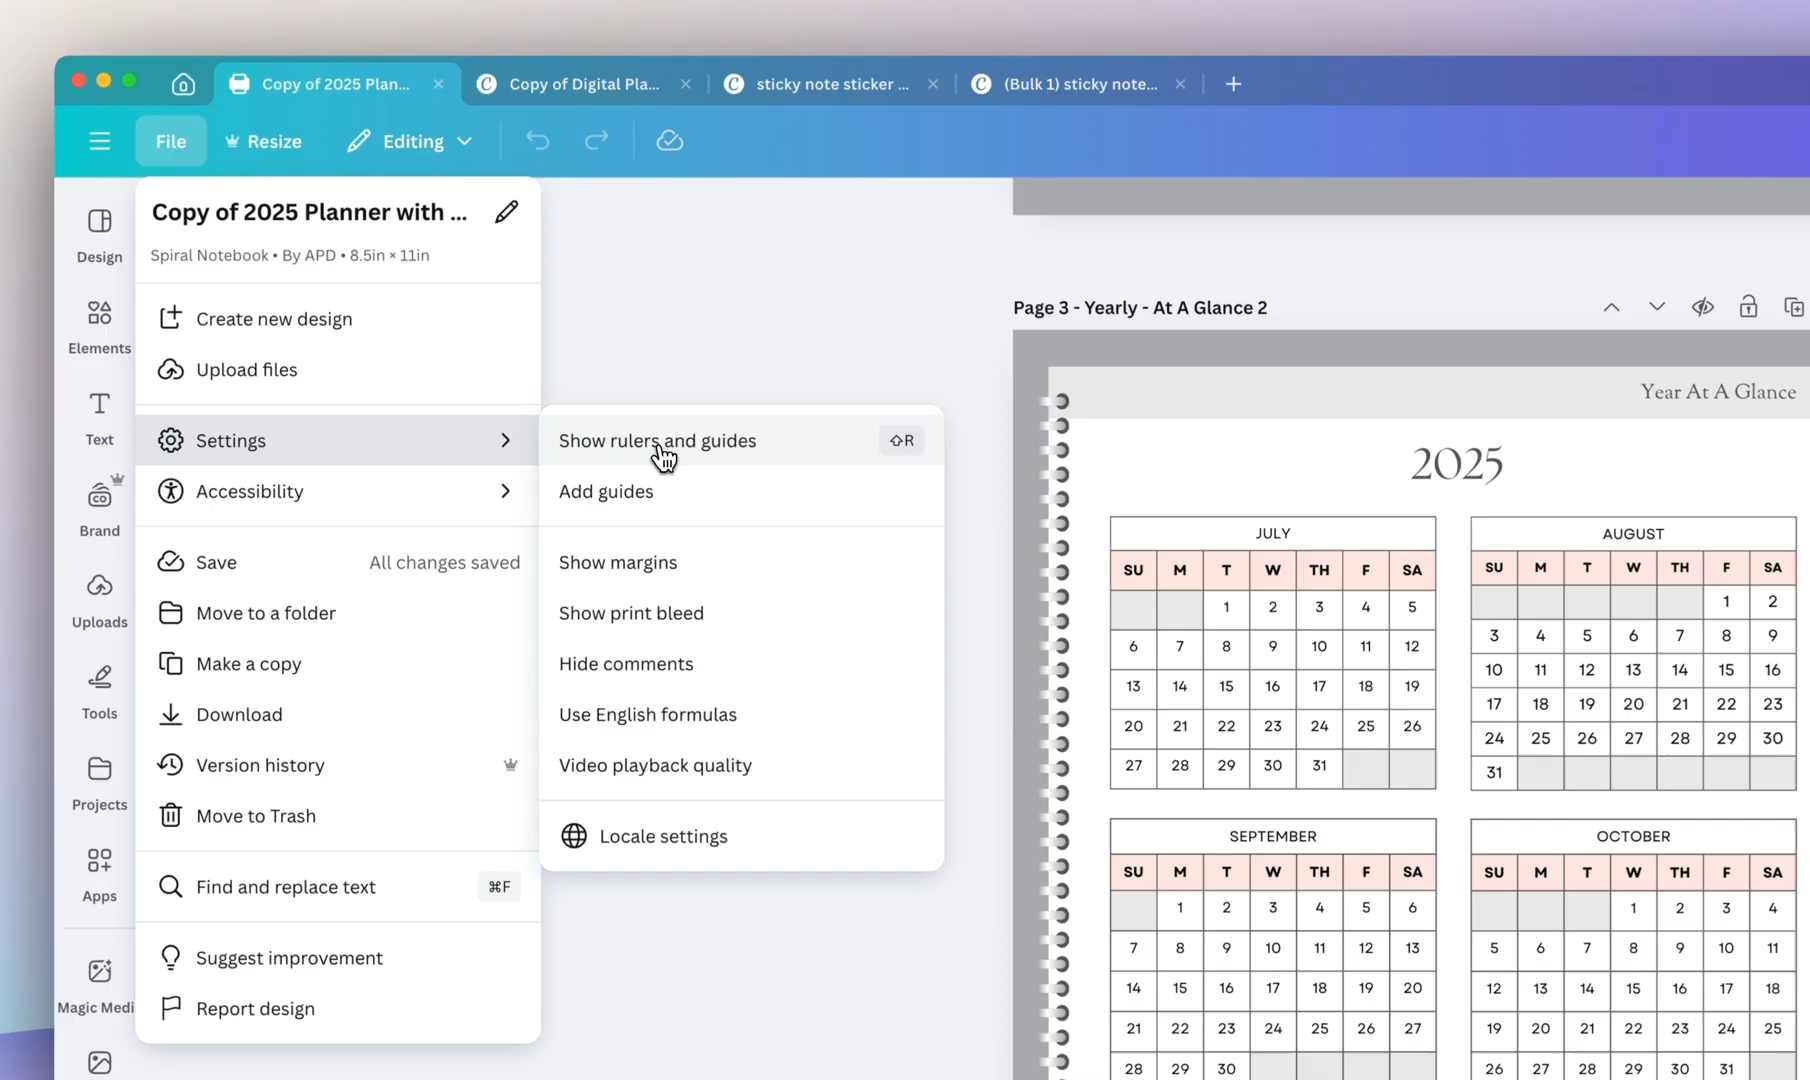 Copy of 2025 Plan...
Copy of Digital Pla...
sticky note sticker ...
(Bulk 1) sticky note...
File
Resize
Editing
Design
Elements
Text
Brand
Uploads
Tools
Projects
Apps
Magic Medi
Copy of 2025 Planner with ...
Spiral Notebook • By APD • 8.5in × 11in
Create new design
Upload files
Settings
Accessibility
Save All changes saved
Move to a folder
Make a copy
Download
Version history
Move to Trash
Find and replace text ⌘F
Suggest improvement
Report design
Show rulers and guides ⇧R
Add guides
Show margins
Show print bleed
Hide comments
Use English formulas
Video playback quality
Locale settings
Page 3 - Yearly - At A Glance 2
Year At A Glance
2025
JULY
SU M T W TH F SA
1 2 3 4 5
6 7 8 9 10 11 12
13 14 15 16 17 18 19
20 21 22 23 24 25 26
27 28 29 30 31
AUGUST
SU M T W TH F SA
1 2
3 4 5 6 7 8 9
10 11 12 13 14 15 16
17 18 19 20 21 22 23
24 25 26 27 28 29 30
31
SEPTEMBER
SU M T W TH F SA
1 2 3 4 5 6
7 8 9 10 11 12 13
14 15 16 17 18 19 20
21 22 23 24 25 26 27
28 29 30
OCTOBER
SU M T W TH F SA
1 2 3 4
5 6 7 8 9 10 11
12 13 14 15 16 17 18
19 20 21 22 23 24 25
26 27 28 29 30 31